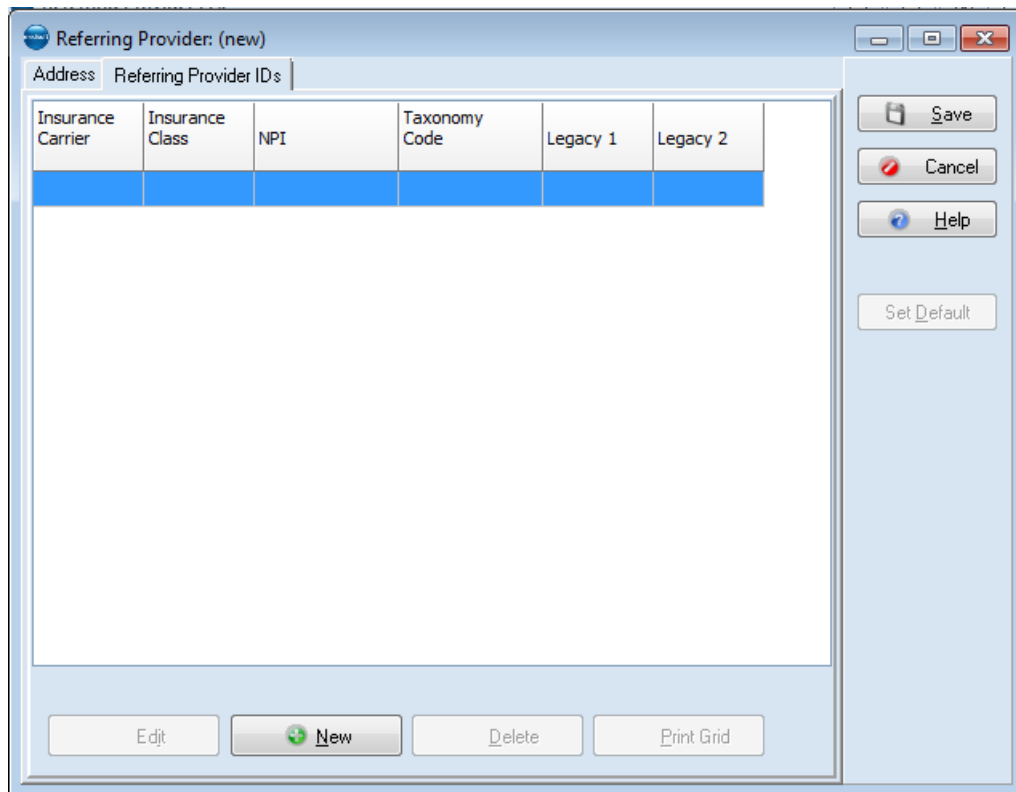 Referring Provider: (new)
Address
Referring Provider IDs
Insurance Carrier
Insurance Class
NPI
Taxonomy Code
Legacy 1
Legacy 2
Save
Cancel
Help
Set Default
Edit
New
Delete
Print Grid